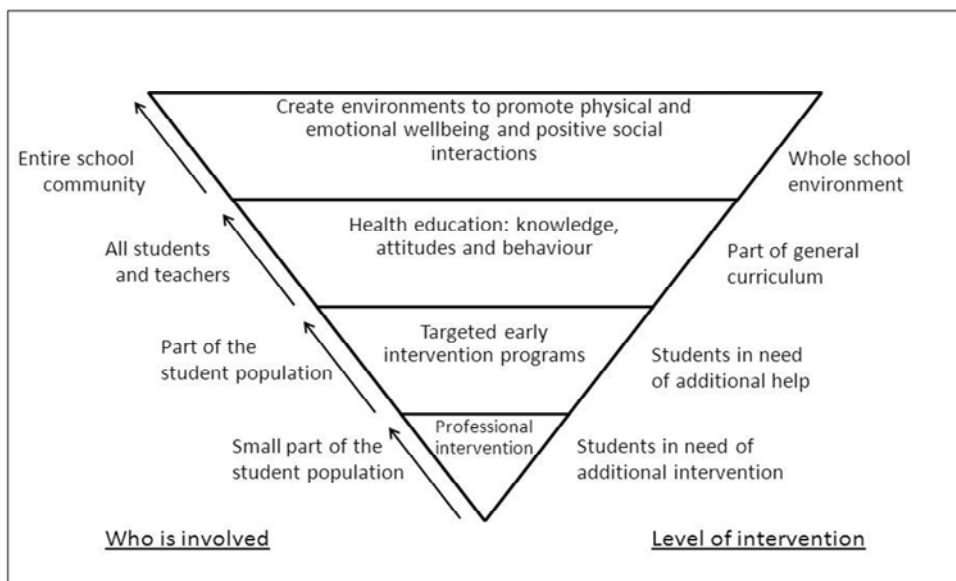 Create environments to promote physical and
emotional wellbeing and positive social
interactions
Entire school
community
Whole school
environment
Health education: knowledge,
attitudes and behaviour
All students
and teachers
Part of general
curriculum
Targeted early
intervention programs
Part of the
student population
Students in need
of additional help
Professional
intervention
Small part of the
student population
Students in need of
additional intervention
Who is involved
Level of intervention